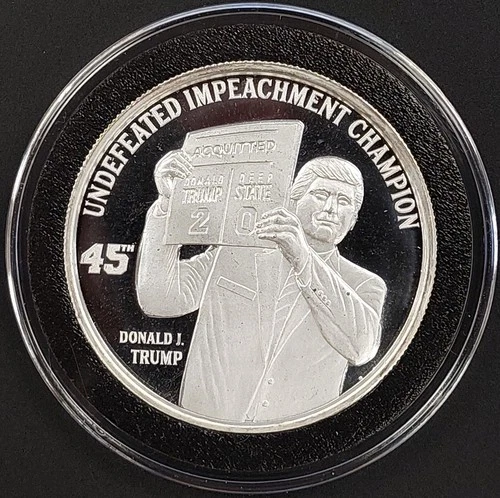 UNDEFEATED IMPEACHMENT CHAMPION
ACQUITTED
DONALD TRUMP
2
DEEP STATE
0
45TH
DONALD J.
TRUMP